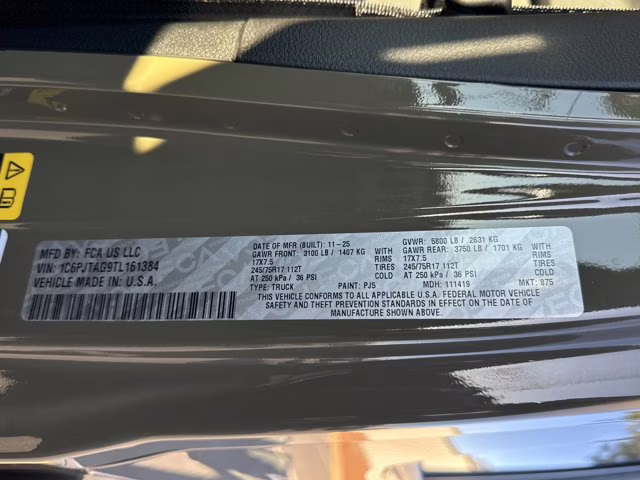 MFD BY: FCA US LLC
VIN: 1C6PJTAG9TL161384
VEHICLE MADE IN: U.S.A.
DATE OF MFR (BUILT): 11-25
GAWR FRONT: 3100 LB / 1407 KG
17X7.5 RIMS
245/75R17 112T TIRES
AT 250 kPa / 36 PSI COLD
TYPE: TRUCK PAINT: PJ5
GVWR: 5800 LB / 2631 KG
GAWR REAR: 3750 LB / 1701 KG
17X7.5 RIMS
245/75R17 112T TIRES
AT 250 kPa / 36 PSI COLD
MDH: 111419 MKT: 875
THIS VEHICLE CONFORMS TO ALL APPLICABLE U.S.A. FEDERAL MOTOR VEHICLE
SAFETY AND THEFT PREVENTION STANDARDS IN EFFECT ON THE DATE OF
MANUFACTURE SHOWN ABOVE.